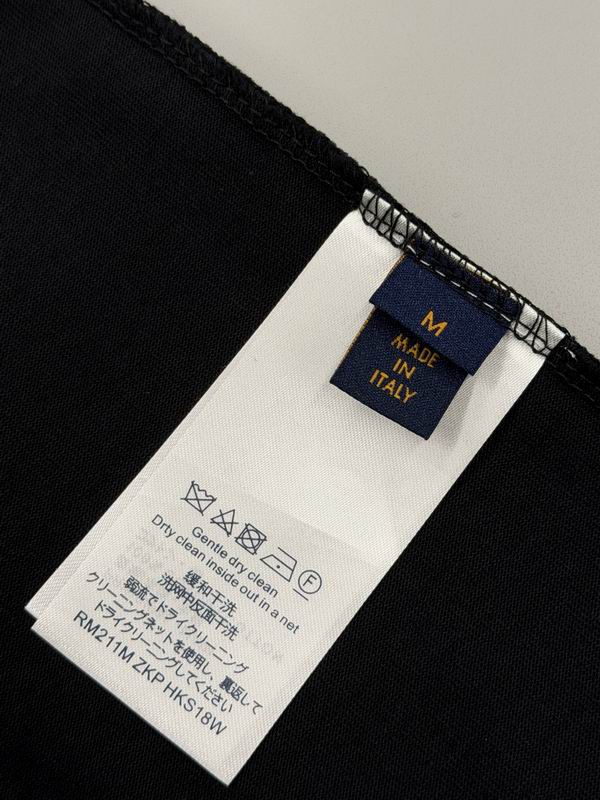 M
MADE
IN
ITALY
Gentle dry clean
Drty clean inside out in a net
缓和干洗
洗网中反面干洗
弱流でドライクリーニング
クリーニングネットを使用し、裏返して
ドライクリーニングしてください
RM211M ZKP HKS18W